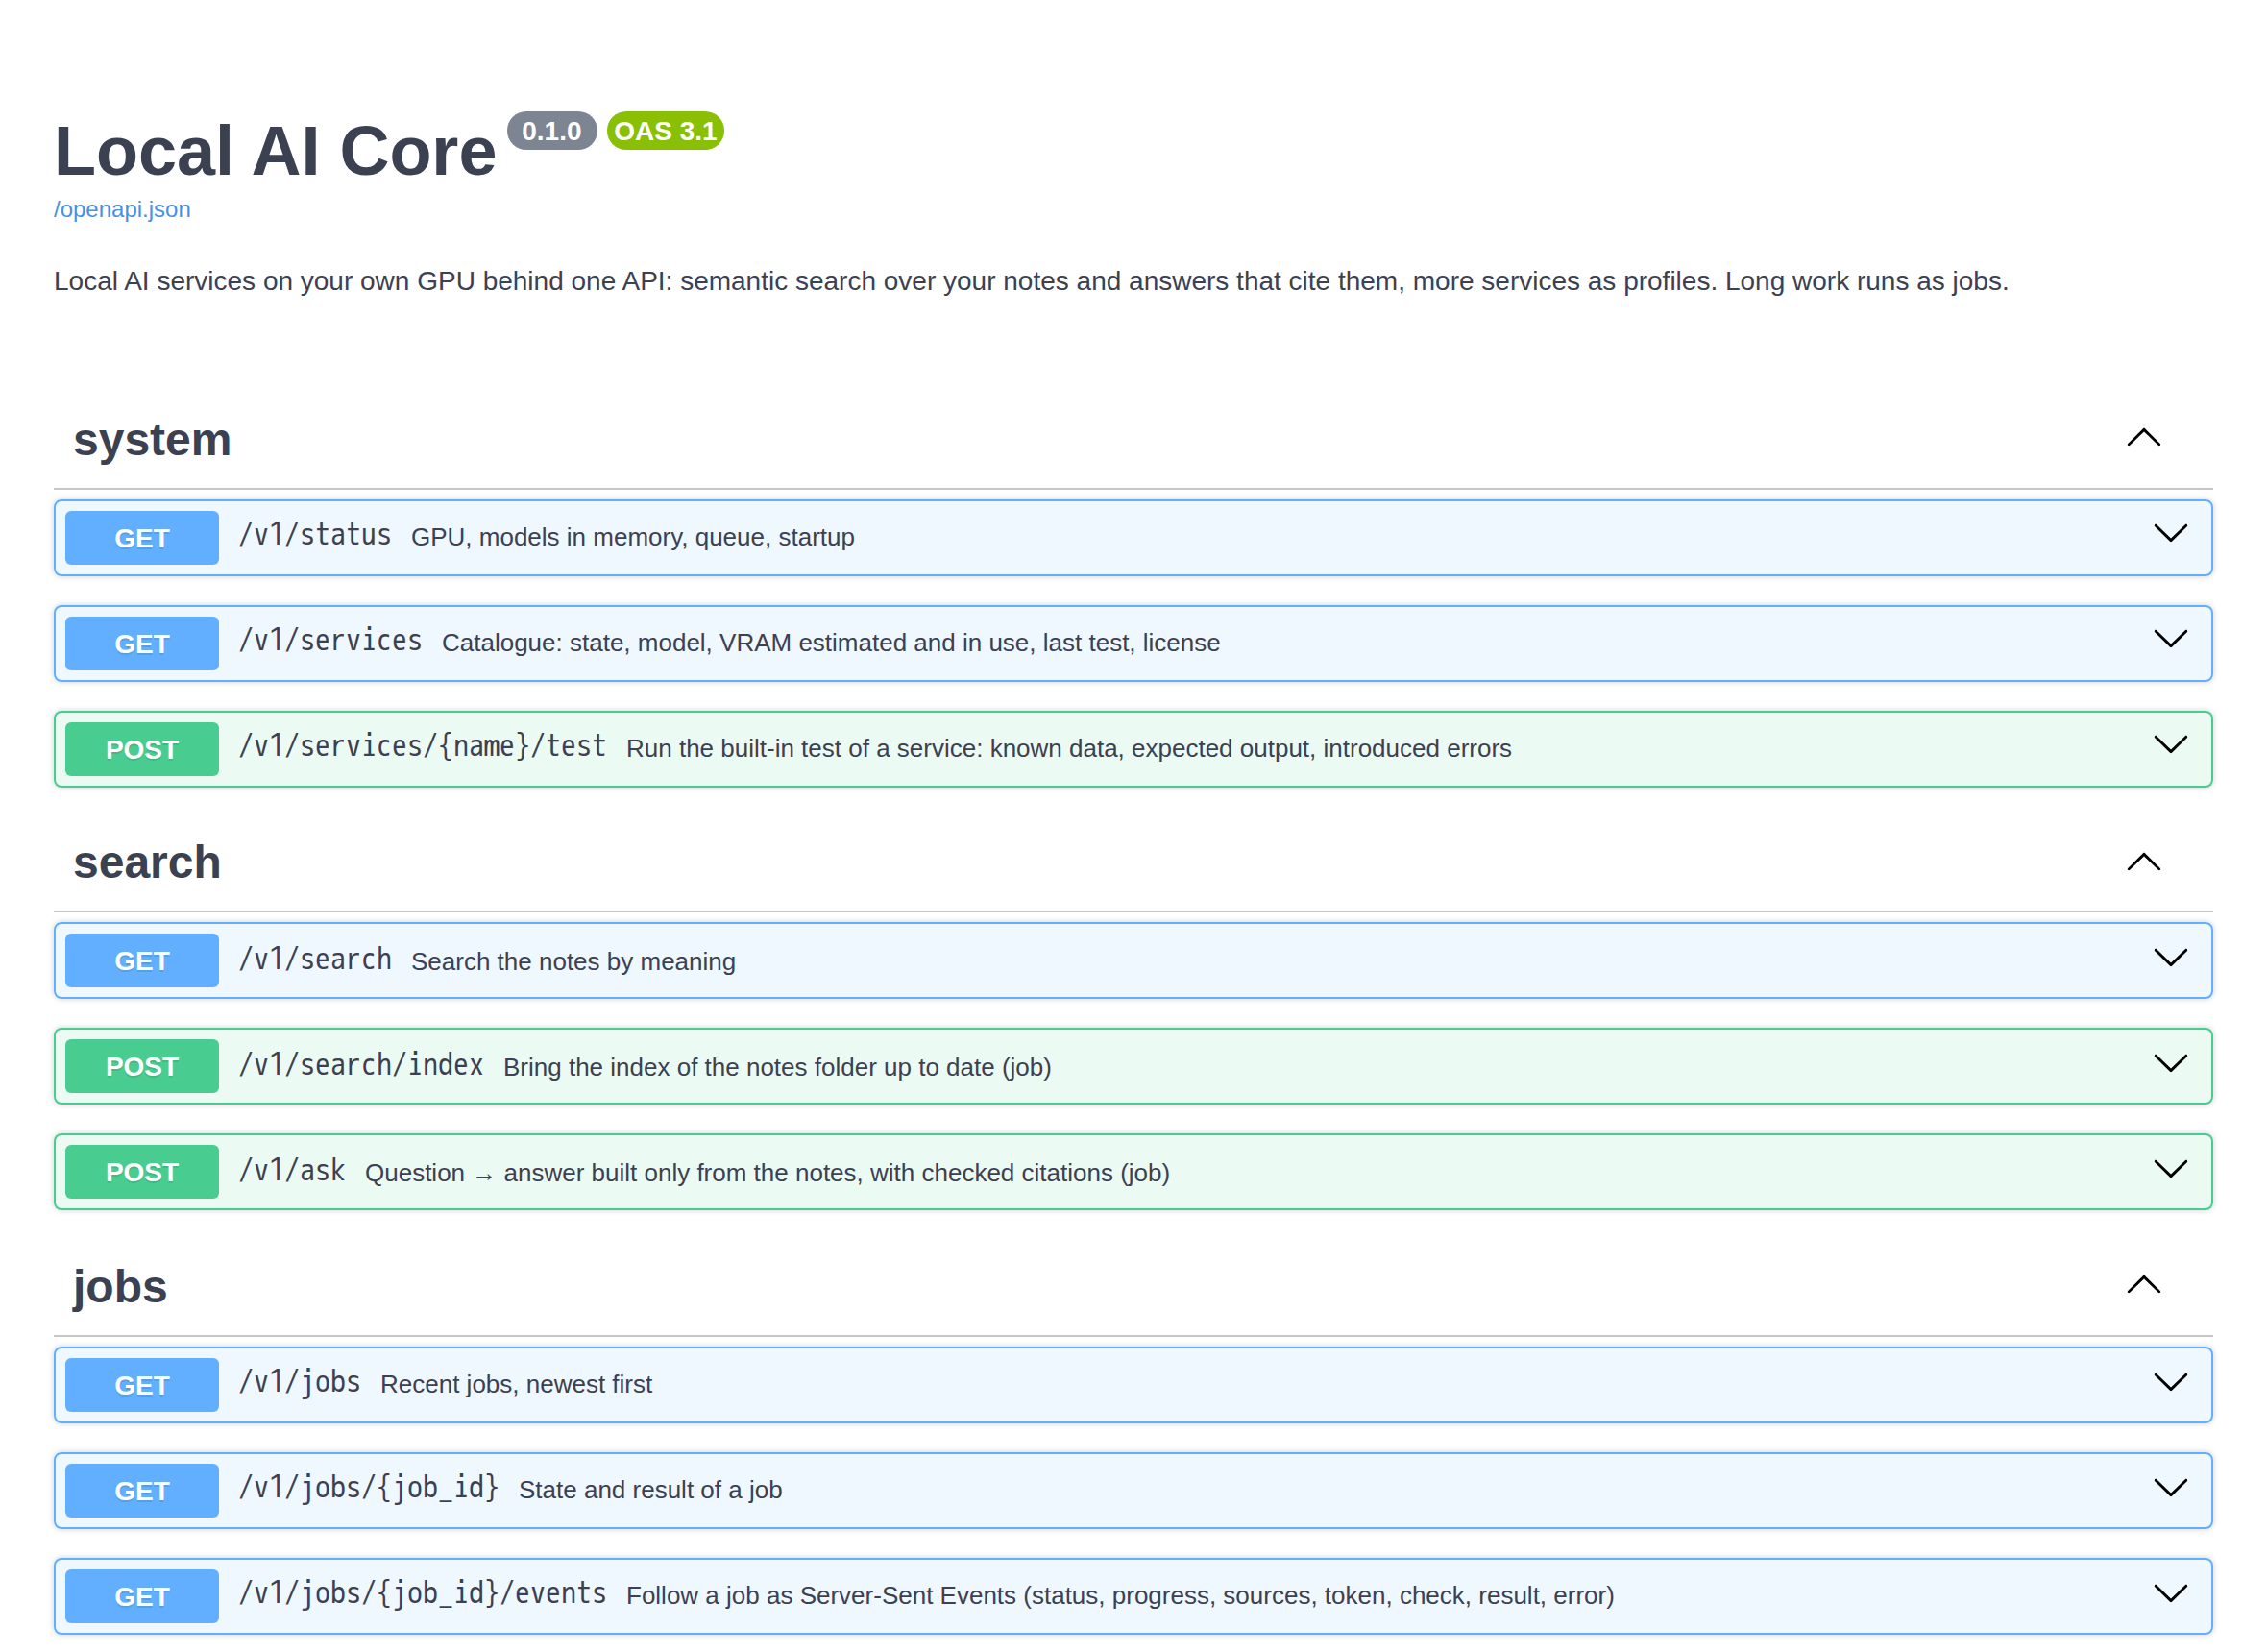 Local AI Core 0.1.0 OAS 3.1
/openapi.json
Local AI services on your own GPU behind one API: semantic search over your notes and answers that cite them, more services as profiles. Long work runs as jobs.
system
GET /v1/status GPU, models in memory, queue, startup
GET /v1/services Catalogue: state, model, VRAM estimated and in use, last test, license
POST /v1/services/{name}/test Run the built-in test of a service: known data, expected output, introduced errors
search
GET /v1/search Search the notes by meaning
POST /v1/search/index Bring the index of the notes folder up to date (job)
POST /v1/ask Question → answer built only from the notes, with checked citations (job)
jobs
GET /v1/jobs Recent jobs, newest first
GET /v1/jobs/{job_id} State and result of a job
GET /v1/jobs/{job_id}/events Follow a job as Server-Sent Events (status, progress, sources, token, check, result, error)